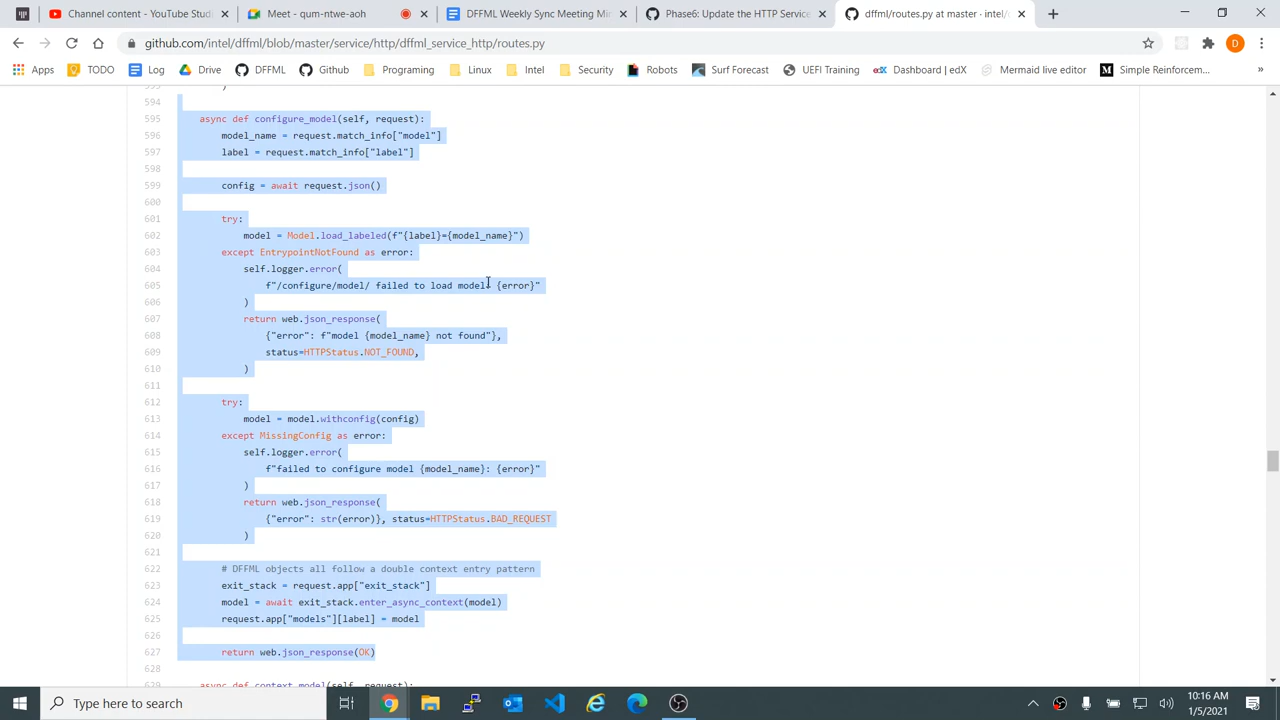 Channel content - YouTube Stud
Meet - qum-ntwe-aoh
DFFML Weekly Sync Meeting Mi
Phase6: Update the HTTP Service
dffml/routes.py at master · intel/
github.com/intel/dffml/blob/master/service/http/dffml_service_http/routes.py
D
Apps
TODO
Log
Drive
DFFML
Github
Programing
Linux
Intel
Security
Robots
Surf Forecast
UEFI Training
Dashboard | edX
Mermaid live editor
Simple Reinforcem...
»
593 )
594
595 async def configure_model(self, request):
596 model_name = request.match_info["model"]
597 label = request.match_info["label"]
598
599 config = await request.json()
600
601 try:
602 model = Model.load_labeled(f"{label}={model_name}")
603 except EntrypointNotFound as error:
604 self.logger.error(
605 f"/configure/model/ failed to load model: {error}"
606 )
607 return web.json_response(
608 {"error": f"model {model_name} not found"},
609 status=HTTPStatus.NOT_FOUND,
610 )
611
612 try:
613 model = model.withconfig(config)
614 except MissingConfig as error:
615 self.logger.error(
616 f"failed to configure model {model_name}: {error}"
617 )
618 return web.json_response(
619 {"error": str(error)}, status=HTTPStatus.BAD_REQUEST
620 )
621
622 # DFFML objects all follow a double context entry pattern
623 exit_stack = request.app["exit_stack"]
624 model = await exit_stack.enter_async_context(model)
625 request.app["models"][label] = model
626
627 return web.json_response(OK)
628
629 async def context_model(self, request):
Type here to search
10:16 AM
1/5/2021